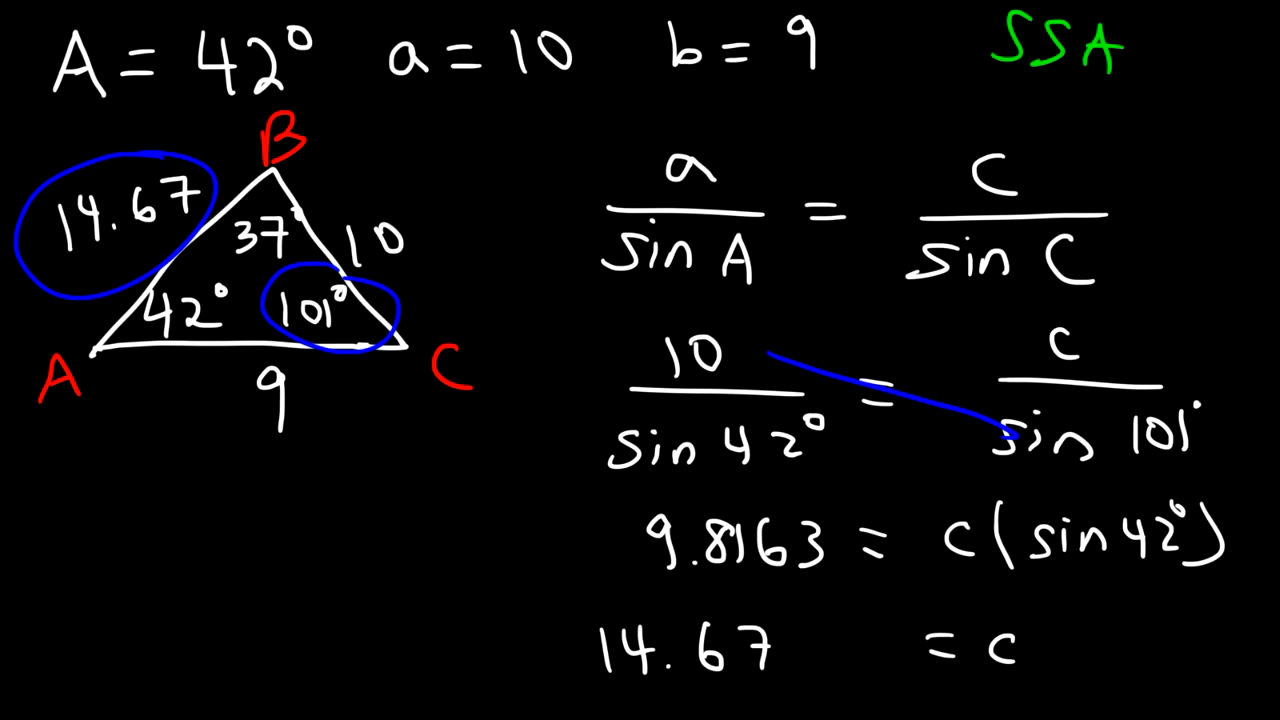 A = 42° a = 10 b = 9 SSA
B
14.67
37° 10
42° 101°
A 9 C
a / sin A = c / sin C
10 / sin 42° = c / sin 101°
9.8163 = c(sin 42°)
14.67 = c